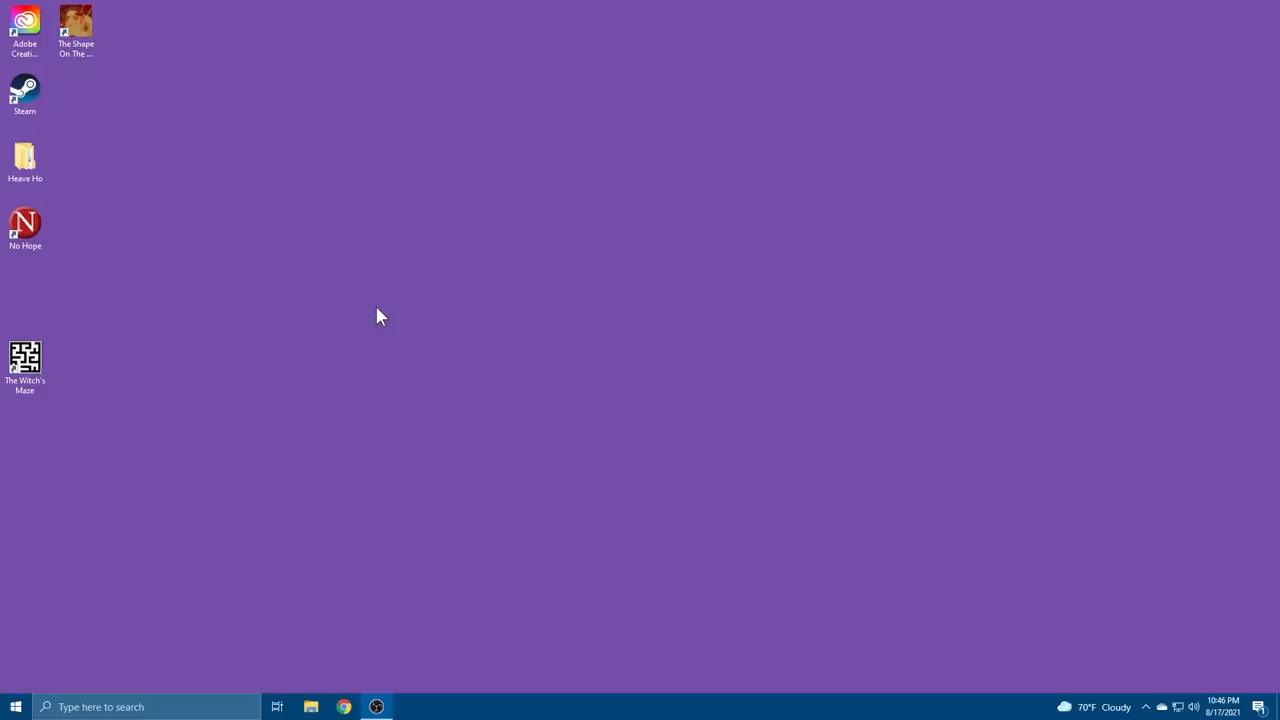 Adobe
Creati...
The Shape
On The ...
Steam
Heave Ho
N
No Hope
The Witch's
Maze
Type here to search
70°F Cloudy
10:46 PM
8/17/2021
1